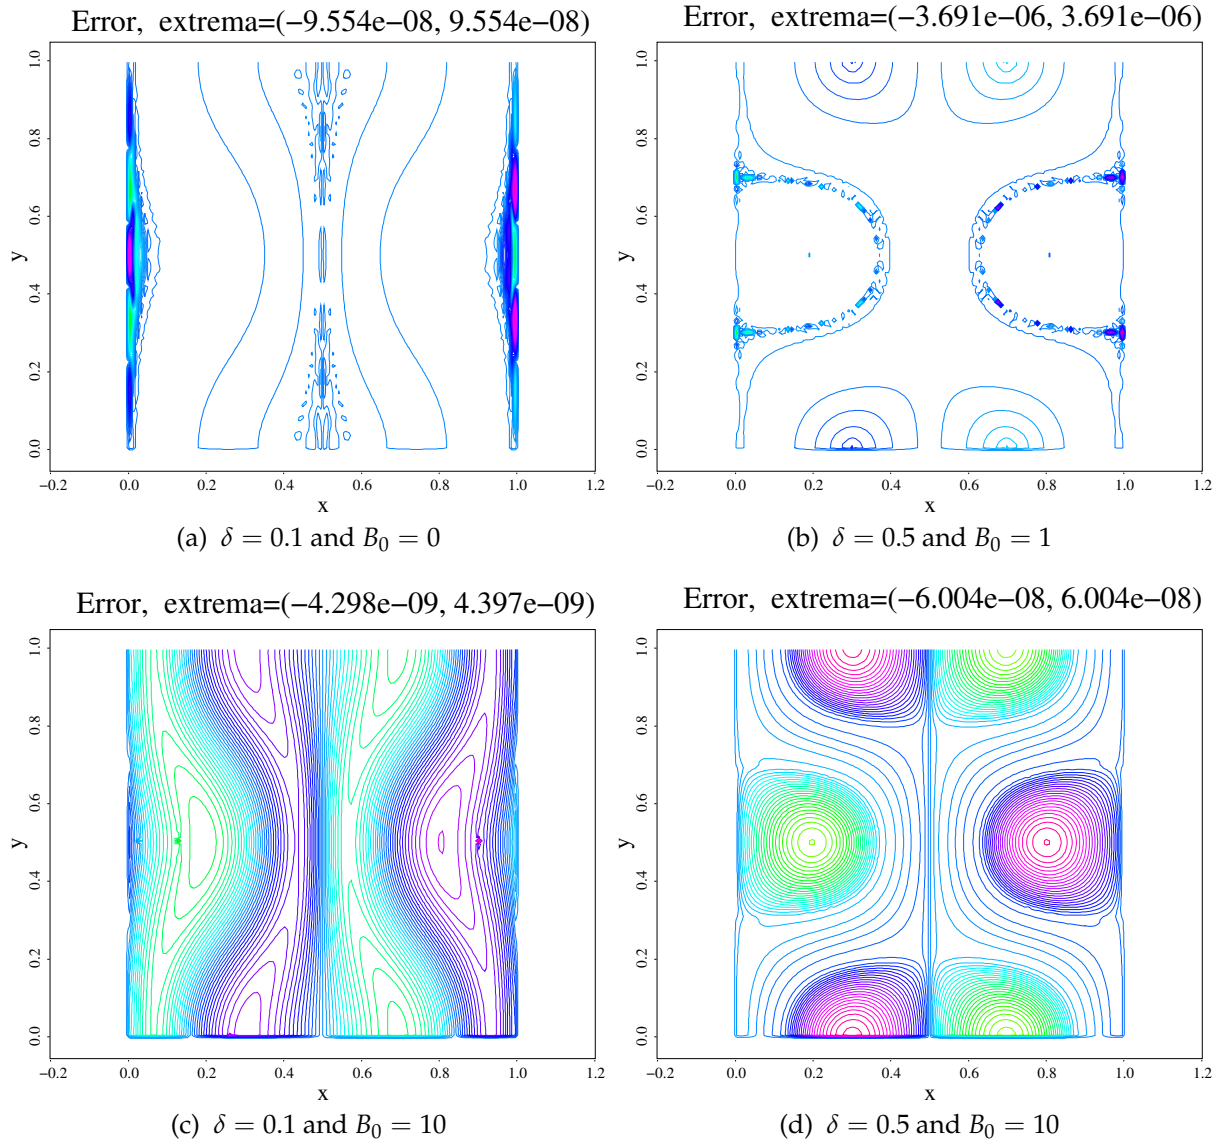 Error, extrema=(−9.554e−08, 9.554e−08)
1.0
0.8
0.6
y
0.4
0.2
0.0
−0.2 0.0 0.2 0.4 0.6 0.8 1.0 1.2
x
(a) δ = 0.1 and B₀ = 0
Error, extrema=(−3.691e−06, 3.691e−06)
1.0
0.8
0.6
y
0.4
0.2
0.0
−0.2 0.0 0.2 0.4 0.6 0.8 1.0 1.2
x
(b) δ = 0.5 and B₀ = 1
Error, extrema=(−4.298e−09, 4.397e−09)
1.0
0.8
0.6
y
0.4
0.2
0.0
−0.2 0.0 0.2 0.4 0.6 0.8 1.0 1.2
x
(c) δ = 0.1 and B₀ = 10
Error, extrema=(−6.004e−08, 6.004e−08)
1.0
0.8
0.6
y
0.4
0.2
0.0
−0.2 0.0 0.2 0.4 0.6 0.8 1.0 1.2
x
(d) δ = 0.5 and B₀ = 10